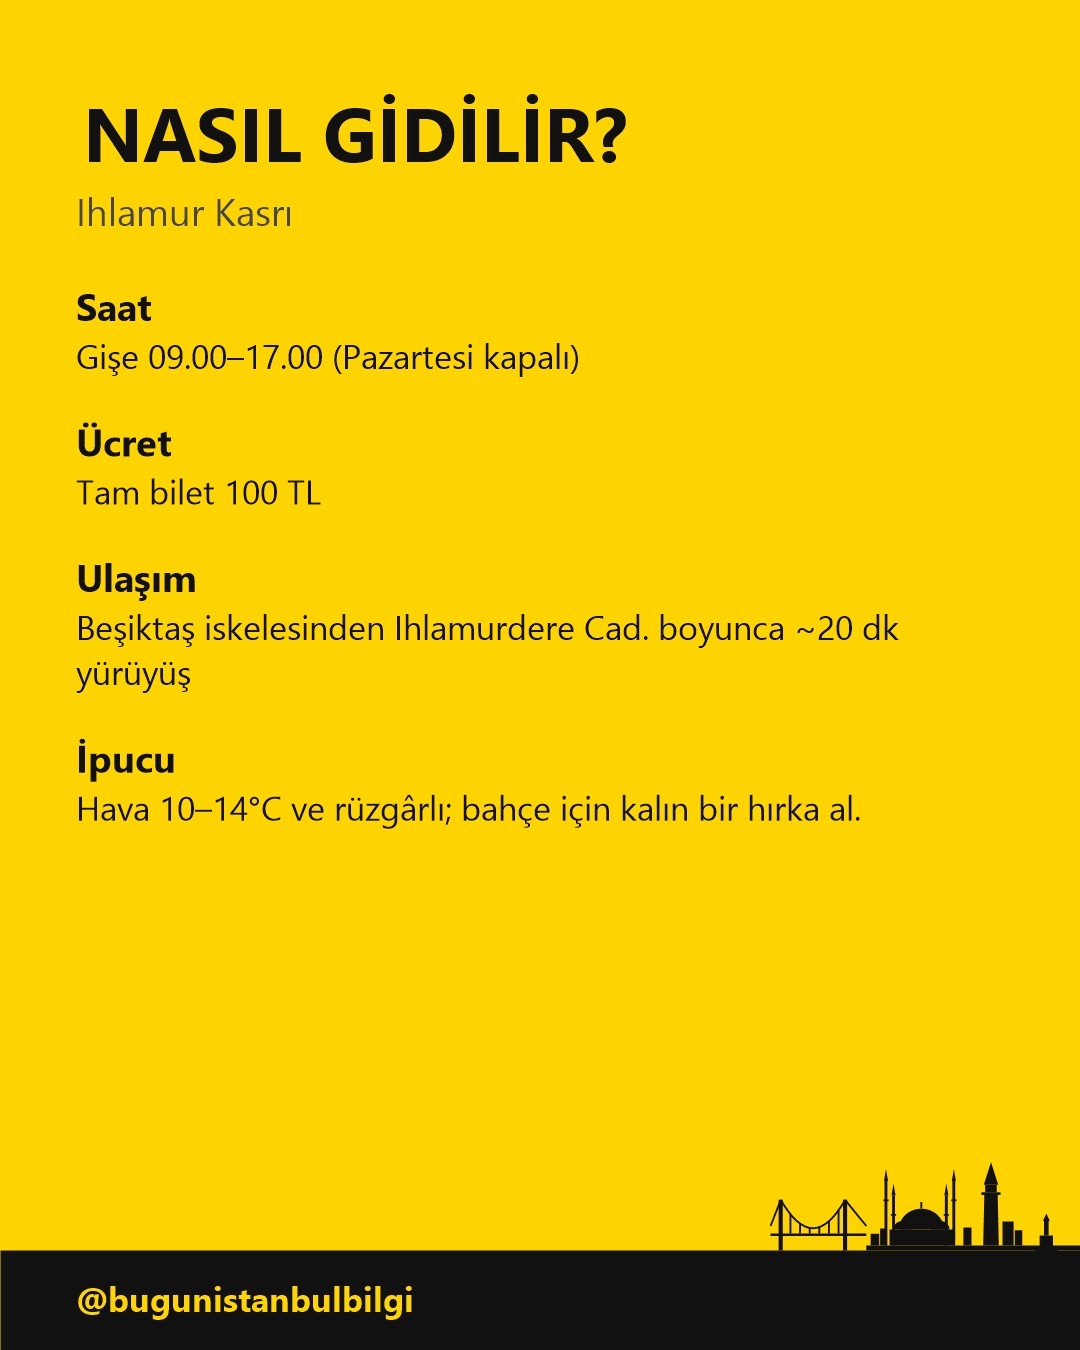 NASIL GİDİLİR?
Ihlamur Kasrı
Saat
Gişe 09.00–17.00 (Pazartesi kapalı)
Ücret
Tam bilet 100 TL
Ulaşım
Beşiktaş iskelesinden Ihlamurdere Cad. boyunca ~20 dk
yürüyüş
İpucu
Hava 10–14°C ve rüzgârlı; bahçe için kalın bir hırka al.
@bugunistanbulbilgi